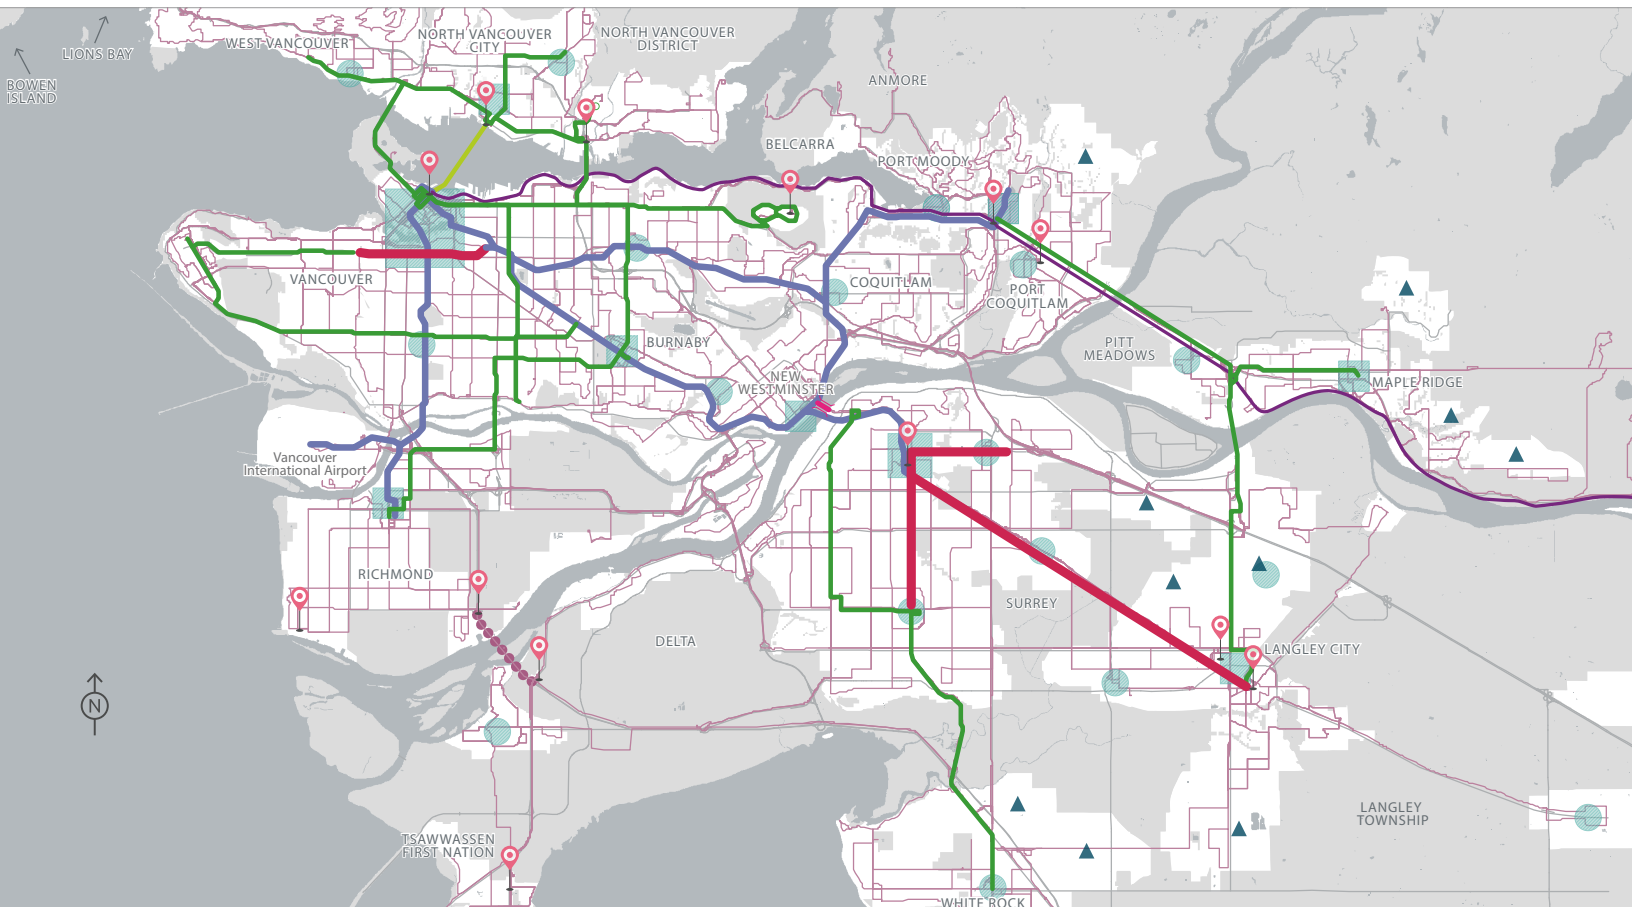 WEST VANCOUVER
NORTH VANCOUVER
CITY
NORTH VANCOUVER
DISTRICT
LIONS BAY
BOWEN
ISLAND
ANMORE
BELCARRA
PORT MOODY
VANCOUVER
COQUITLAM
PORT
COQUITLAM
BURNABY
PITT
MEADOWS
NEW
WESTMINSTER
MAPLE RIDGE
Vancouver
International Airport
RICHMOND
SURREY
DELTA
LANGLEY CITY
N
LANGLEY
TOWNSHIP
TSAWWASSEN
FIRST NATION
WHITE ROCK